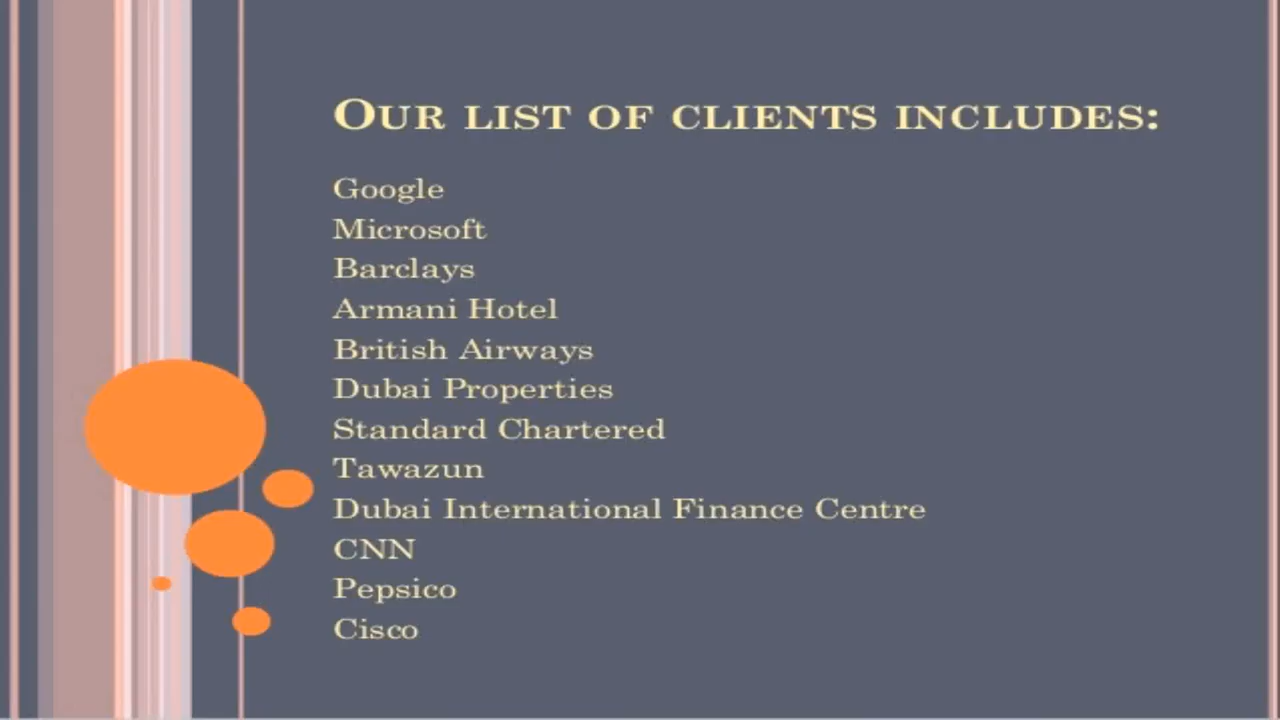 Our list of clients includes:
Google
Microsoft
Barclays
Armani Hotel
British Airways
Dubai Properties
Standard Chartered
Tawazun
Dubai International Finance Centre
CNN
Pepsico
Cisco